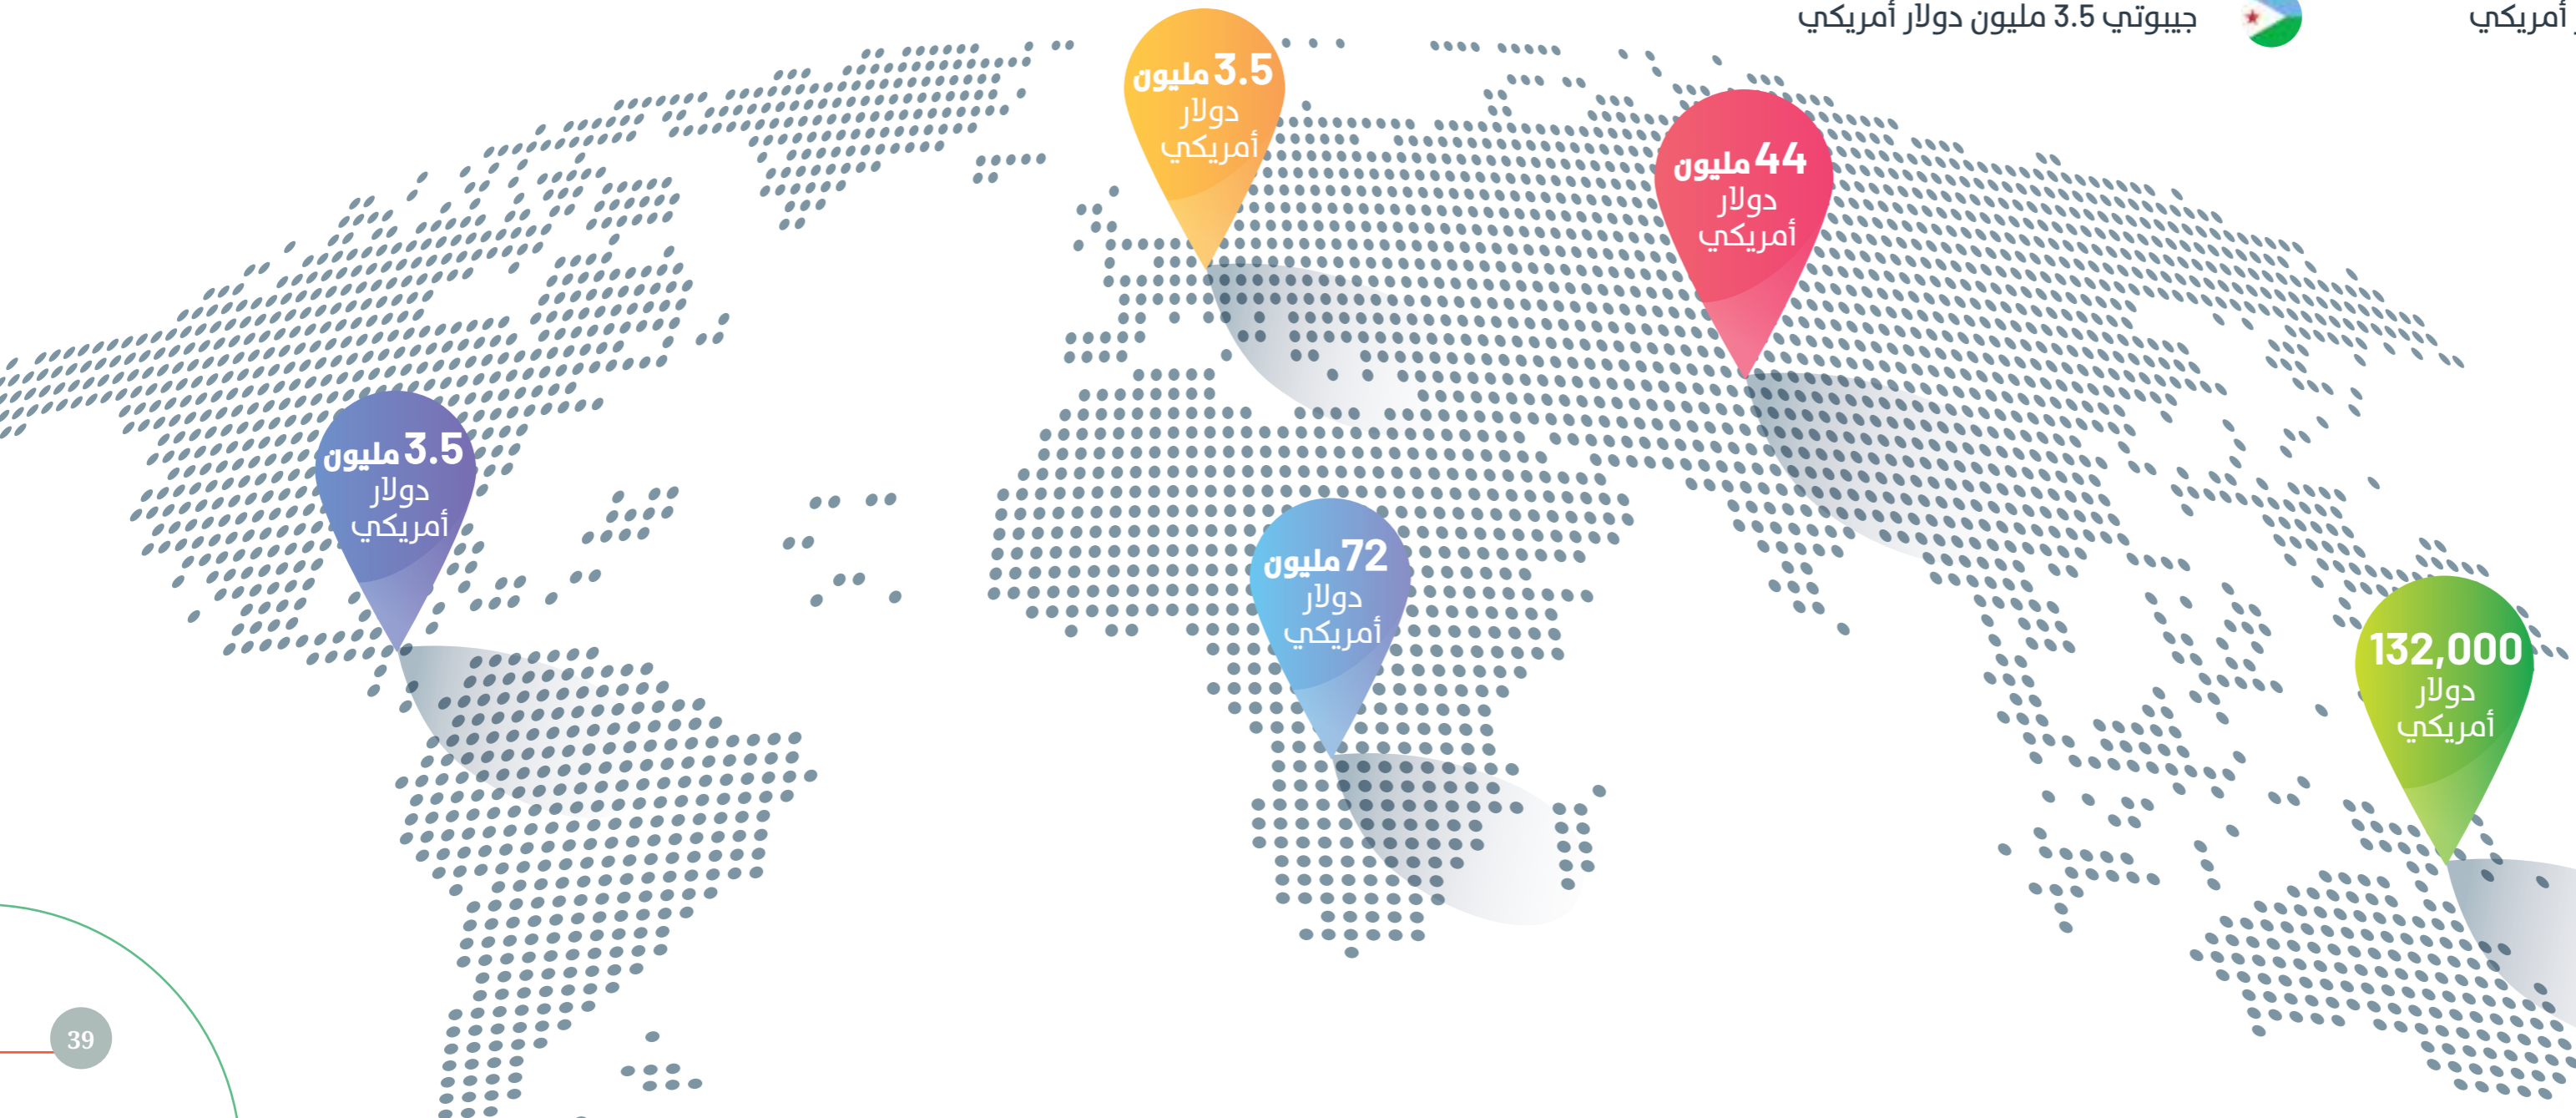 أمريكي
جيبوتي 3.5 مليون دولار أمريكي
3.5 مليون
دولار
أمريكي
44 مليون
دولار
أمريكي
3.5 مليون
دولار
أمريكي
72 مليون
دولار
أمريكي
132,000
دولار
أمريكي
39